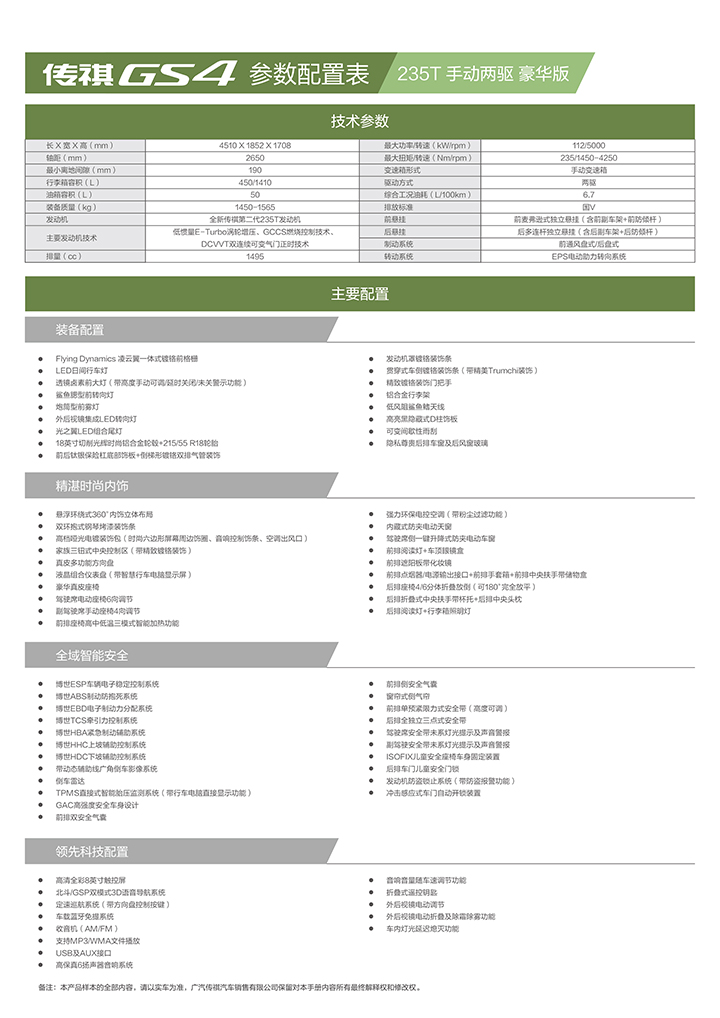 传祺 GS4 参数配置表 235T 手动两驱 豪华版
技术参数
长 X 宽 X 高（mm） 4510 X 1852 X 1708 最大功率/转速（kW/rpm） 112/5000
轴距（mm） 2650 最大扭矩/转速（Nm/rpm） 235/1450-4250
最小离地间隙（mm） 190 变速箱形式 手动变速箱
行李箱容积（L） 450/1410 驱动方式 两驱
油箱容积（L） 50 综合工况油耗（L/100km） 6.7
装备质量（kg） 1450-1565 排放标准 国V
发动机 全新传祺第二代235T发动机 前悬挂 前麦弗逊式独立悬挂（含前副车架+前防倾杆）
主要发动机技术 低惯量E-Turbo涡轮增压、GCCS燃烧控制技术、 后悬挂 后多连杆独立悬挂（含后副车架+后防倾杆）
DCVVT双连续可变气门正时技术 制动系统 前通风盘式/后盘式
排量（cc） 1495 转动系统 EPS电动助力转向系统
主要配置
装备配置
Flying Dynamics 凌云翼一体式镀铬前格栅
LED日间行车灯
透镜卤素前大灯（带高度手动可调/延时关闭/未关警示功能）
鲨鱼腮型前转向灯
炮筒型前雾灯
外后视镜集成LED转向灯
光之翼LED组合尾灯
18英寸切削光辉时尚铝合金轮毂+215/55 R18轮胎
前后钛银保险杠底部饰板+倒梯形镀铬双排气管装饰
发动机罩镀铬装饰条
贯穿式车倒镀铬装饰条（带精美Trumchi装饰）
精致镀铬装饰门把手
铝合金行李架
低风阻鲨鱼鳍天线
高亮黑隐藏式D柱饰板
可变间歇性雨刮
隐私尊贵后排车窗及后风窗玻璃
精湛时尚内饰
悬浮环绕式360°内饰立体布局
双环抱式钢琴烤漆装饰条
高档哑光电镀装饰包（时尚六边形屏幕周边饰圈、音响控制饰条、空调出风口）
家族三钮式中央控制区（带精致镀铬装饰）
真皮多功能方向盘
液晶组合仪表盘（带智慧行车电脑显示屏）
豪华真皮座椅
驾驶席电动座椅6向调节
副驾驶席手动座椅4向调节
前排座椅高中低温三模式智能加热功能
强力环保电控空调（带粉尘过滤功能）
内藏式防夹电动天窗
驾驶席侧一键升降式防夹电动车窗
前排阅读灯+车顶眼镜盒
前排遮阳板带化妆镜
前排点烟器/电源输出接口+前排手套箱+前排中央扶手带储物盒
后排座椅4/6分体折叠放倒（可180°完全放平）
后排折叠式中央扶手带杯托+后排中央头枕
后排阅读灯+行李箱照明灯
全域智能安全
博世ESP车辆电子稳定控制系统
博世ABS制动防抱死系统
博世EBD电子制动力分配系统
博世TCS牵引力控制系统
博世HBA紧急制动辅助系统
博世HHC上坡辅助控制系统
博世HDC下坡辅助控制系统
带动态辅助线广角倒车影像系统
倒车雷达
TPMS直接式智能胎压监测系统（带行车电脑直接显示功能）
GAC高强度安全车身设计
前排双安全气囊
前排侧安全气囊
窗帘式侧气帘
前排单预紧限力式安全带（高度可调）
后排全独立三点式安全带
驾驶席安全带未系灯光提示及声音警报
副驾驶安全带未系灯光提示及声音警报
ISOFIX儿童安全座椅车身固定装置
后排车门儿童安全门锁
发动机防盗锁止系统（带防盗报警功能）
冲击感应式车门自动开锁装置
领先科技配置
高清全彩8英寸触控屏
北斗/GSP双模式3D语音导航系统
定速巡航系统（带方向盘控制按键）
车载蓝牙免提系统
收音机（AM/FM）
支持MP3/WMA文件播放
USB及AUX接口
高保真6扬声器音响系统
音响音量随车速调节功能
折叠式遥控钥匙
外后视镜电动调节
外后视镜电动折叠及除霜除雾功能
车内灯光延迟熄灭功能
备注：本产品样本的全部内容，请以实车为准，广汽传祺汽车销售有限公司保留对本手册内容所有最终解释权和修改权。